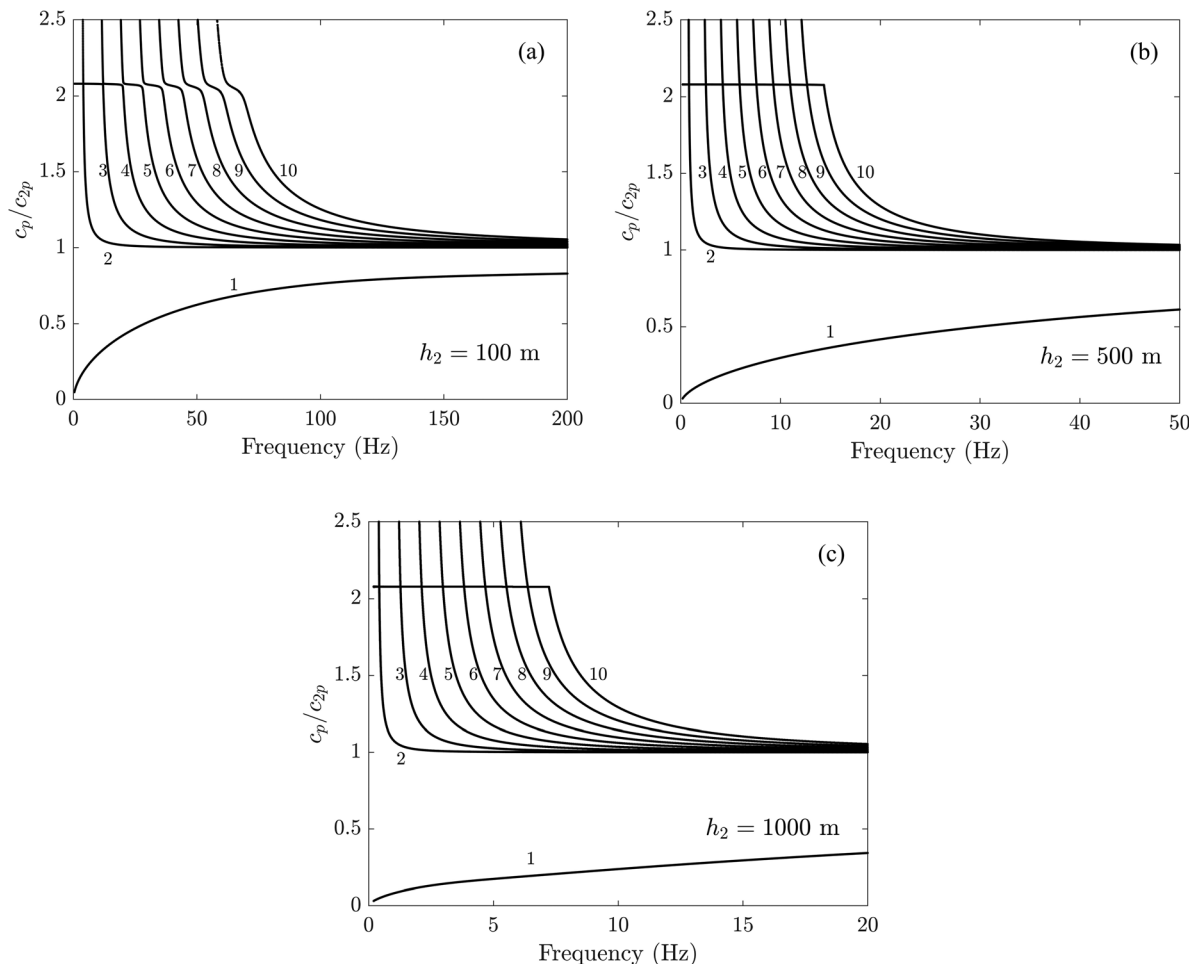 2.5
2
1.5
1
0.5
0
c_p/c_{2p}
(a)
3 4 5 6 7 8 9 10
2
1
h_2 = 100 m
0 50 100 150 200
Frequency (Hz)
2.5
2
1.5
1
0.5
0
c_p/c_{2p}
(b)
3 4 5 6 7 8 9 10
2
1
h_2 = 500 m
0 10 20 30 40 50
Frequency (Hz)
2.5
2
1.5
1
0.5
0
c_p/c_{2p}
(c)
3 4 5 6 7 8 9 10
2
1
h_2 = 1000 m
0 5 10 15 20
Frequency (Hz)